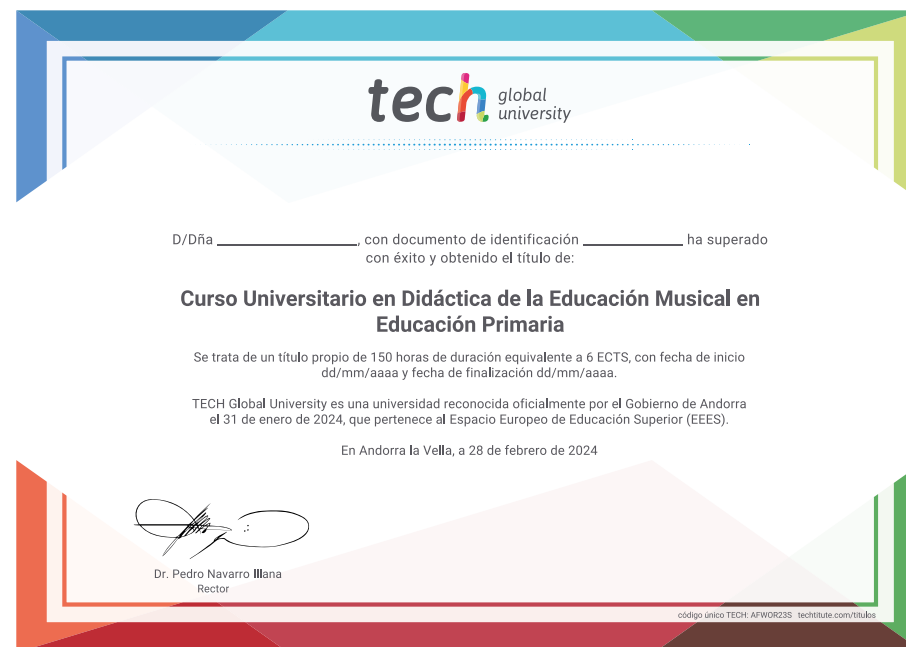 tech global university
D/Dña ____________________, con documento de identificación ______________ ha superado
con éxito y obtenido el título de:
Curso Universitario en Didáctica de la Educación Musical en
Educación Primaria
Se trata de un título propio de 150 horas de duración equivalente a 6 ECTS, con fecha de inicio
dd/mm/aaaa y fecha de finalización dd/mm/aaaa.
TECH Global University es una universidad reconocida oficialmente por el Gobierno de Andorra
el 31 de enero de 2024, que pertenece al Espacio Europeo de Educación Superior (EEES).
En Andorra la Vella, a 28 de febrero de 2024
Dr. Pedro Navarro Illana
Rector
código único TECH: AFWOR23S techtitute.com/titulos